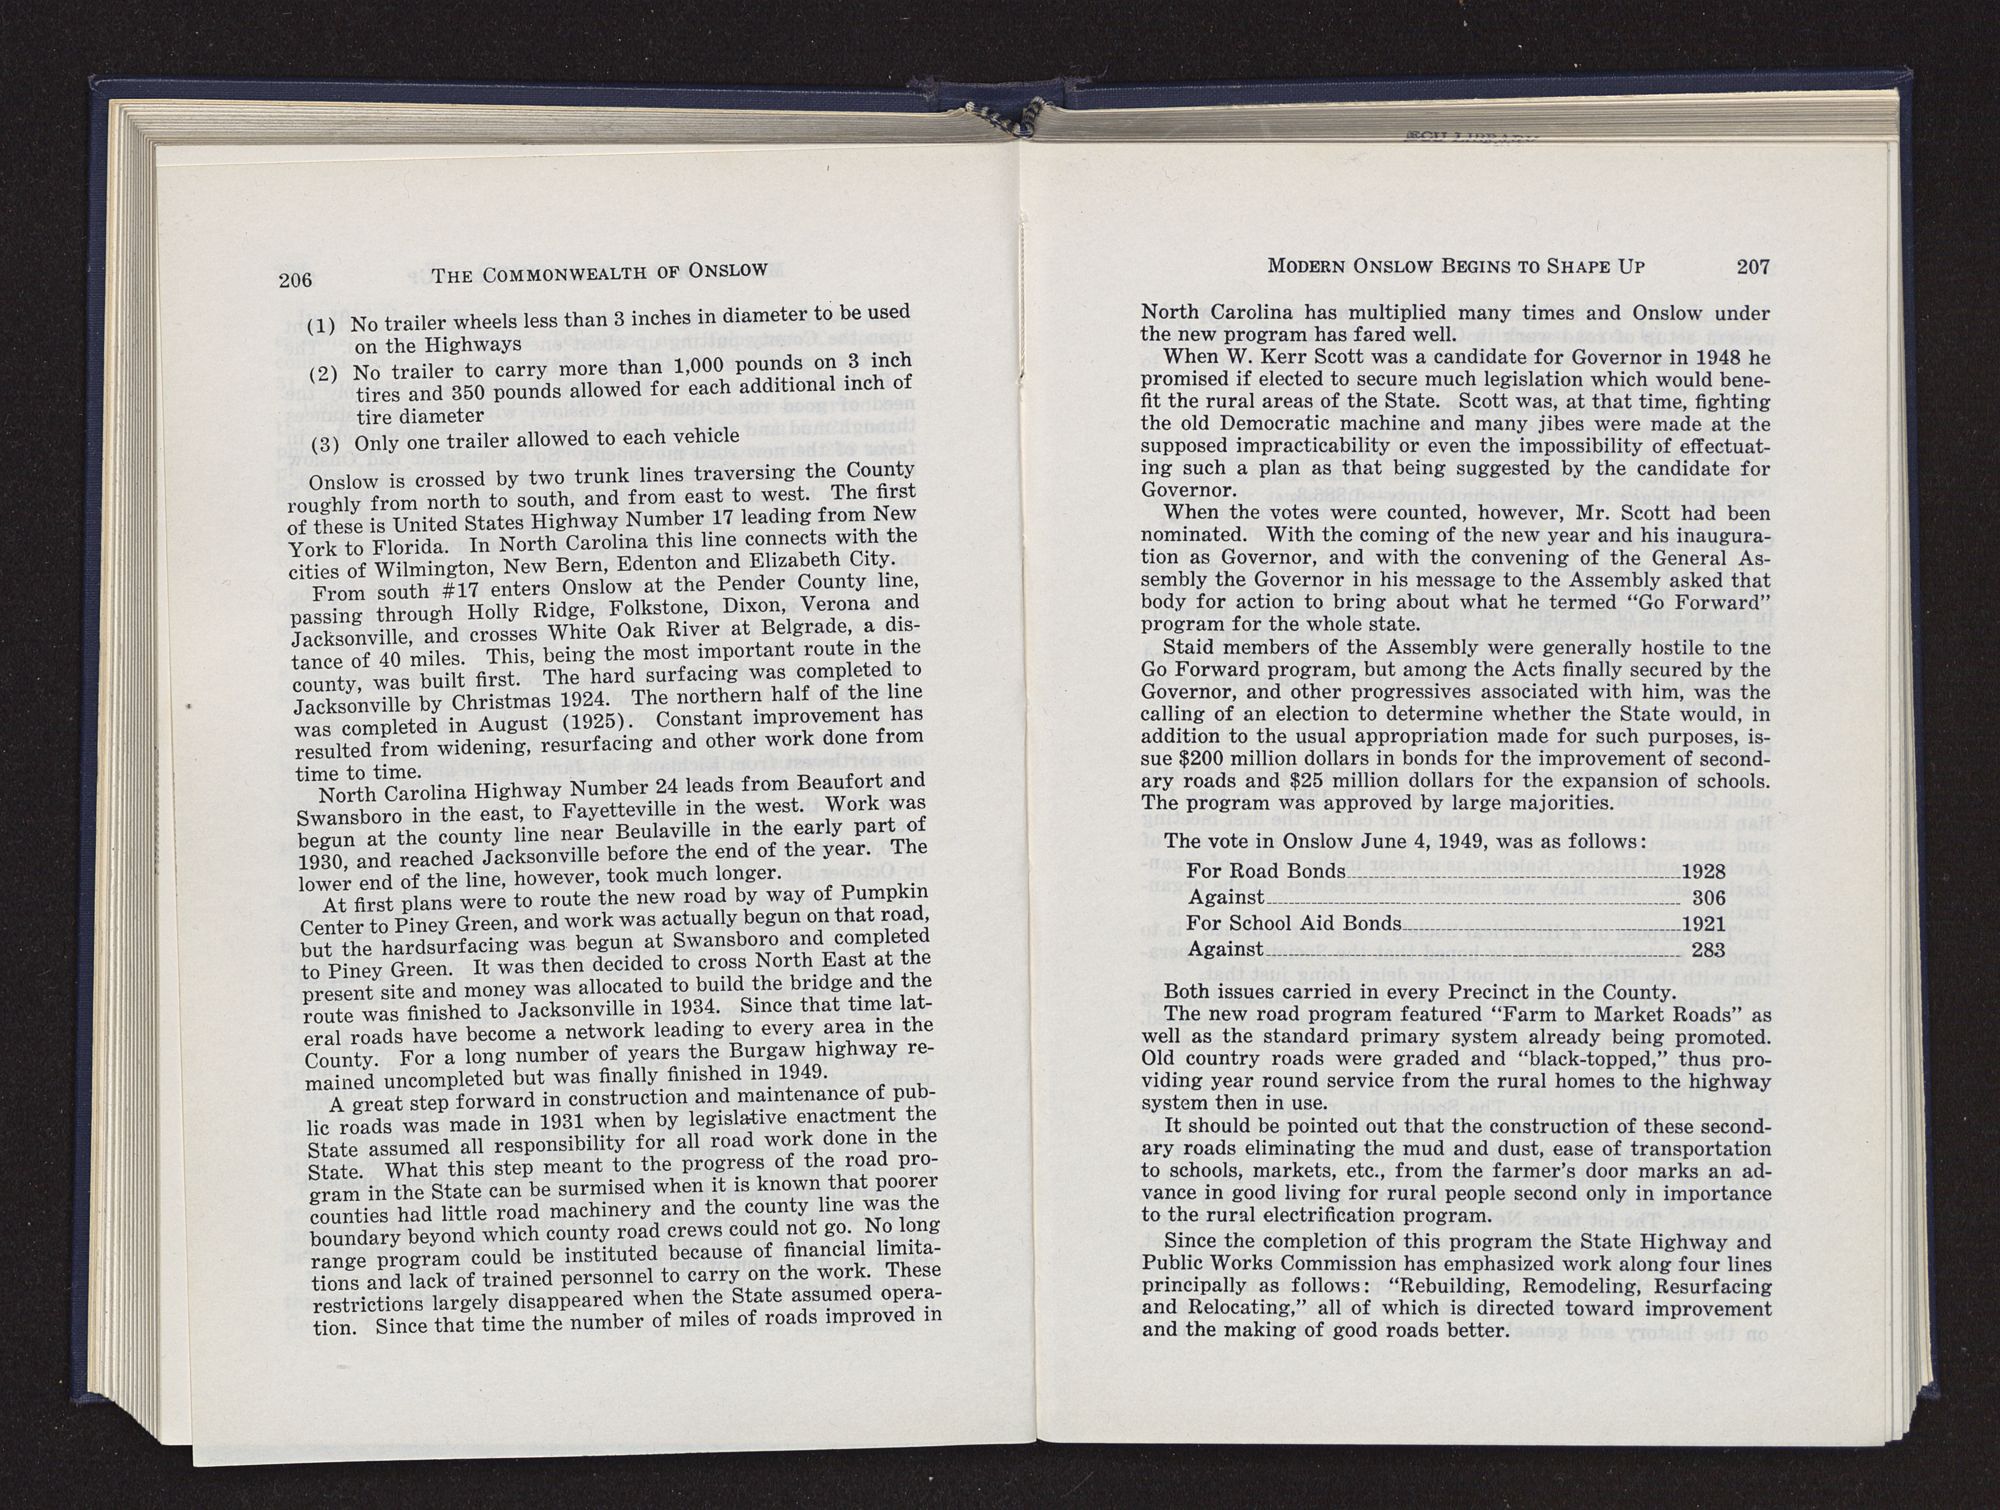 206 THE COMMONWEALTH OF ONSLOW
(1) No trailer wheels less than 3 inches in diameter to be used
on the Highways
(2) No trailer to carry more than 1,000 pounds on 3 inch
tires and 350 pounds allowed for each additional inch of
tire diameter
(3) Only one trailer allowed to each vehicle
Onslow is crossed by two trunk lines traversing the County
roughly from north to south, and from east to west. The first
of these is United States Highway Number 17 leading from New
York to Florida. In North Carolina this line connects with the
cities of Wilmington, New Bern, Edenton and Elizabeth City.
From south #17 enters Onslow at the Pender County line,
passing through Holly Ridge, Folkstone, Dixon, Verona and
Jacksonville, and crosses White Oak River at Belgrade, a dis-
tance of 40 miles. This, being the most important route in the
county, was built first. The hard surfacing was completed to
Jacksonville by Christmas 1924. The northern half of the line
was completed in August (1925). Constant improvement has
resulted from widening, resurfacing and other work done from
time to time.
North Carolina Highway Number 24 leads from Beaufort and
Swansboro in the east, to Fayetteville in the west. Work was
begun at the county line near Beulaville in the early part of
1930, and reached Jacksonville before the end of the year. The
lower end of the line, however, took much longer.
At first plans were to route the new road by way of Pumpkin
Center to Piney Green, and work was actually begun on that road,
but the hardsurfacing was begun at Swansboro and completed
to Piney Green. It was then decided to cross North East at the
present site and money was allocated to build the bridge and the
route was finished to Jacksonville in 1934. Since that time lat-
eral roads have become a network leading to every area in the
County. For a long number of years the Burgaw highway re-
mained uncompleted but was finally finished in 1949.
A great step forward in construction and maintenance of pub-
lic roads was made in 1931 when by legislative enactment the
State assumed all responsibility for all road work done in the
State. What this step meant to the progress of the road pro-
gram in the State can be surmised when it is known that poorer
counties had little road machinery and the county line was the
boundary beyond which county road crews could not go. No long
range program could be instituted because of financial limita-
tions and lack of trained personnel to carry on the work. These
restrictions largely disappeared when the State assumed opera-
tion. Since that time the number of miles of roads improved in
ECU LIBRARY
MODERN ONSLOW BEGINS TO SHAPE UP 207
North Carolina has multiplied many times and Onslow under
the new program has fared well.
When W. Kerr Scott was a candidate for Governor in 1948 he
promised if elected to secure much legislation which would bene-
fit the rural areas of the State. Scott was, at that time, fighting
the old Democratic machine and many jibes were made at the
supposed impracticability or even the impossibility of effectuat-
ing such a plan as that being suggested by the candidate for
Governor.
When the votes were counted, however, Mr. Scott had been
nominated. With the coming of the new year and his inaugura-
tion as Governor, and with the convening of the General As-
sembly the Governor in his message to the Assembly asked that
body for action to bring about what he termed "Go Forward"
program for the whole state.
Staid members of the Assembly were generally hostile to the
Go Forward program, but among the Acts finally secured by the
Governor, and other progressives associated with him, was the
calling of an election to determine whether the State would, in
addition to the usual appropriation made for such purposes, is-
sue $200 million dollars in bonds for the improvement of second-
ary roads and $25 million dollars for the expansion of schools.
The program was approved by large majorities.
The vote in Onslow June 4, 1949, was as follows:
For Road Bonds 1928
Against 306
For School Aid Bonds 1921
Against 283
Both issues carried in every Precinct in the County.
The new road program featured "Farm to Market Roads" as
well as the standard primary system already being promoted.
Old country roads were graded and "black-topped," thus pro-
viding year round service from the rural homes to the highway
system then in use.
It should be pointed out that the construction of these second-
ary roads eliminating the mud and dust, ease of transportation
to schools, markets, etc., from the farmer's door marks an ad-
vance in good living for rural people second only in importance
to the rural electrification program.
Since the completion of this program the State Highway and
Public Works Commission has emphasized work along four lines
principally as follows: "Rebuilding, Remodeling, Resurfacing
and Relocating," all of which is directed toward improvement
and the making of good roads better.